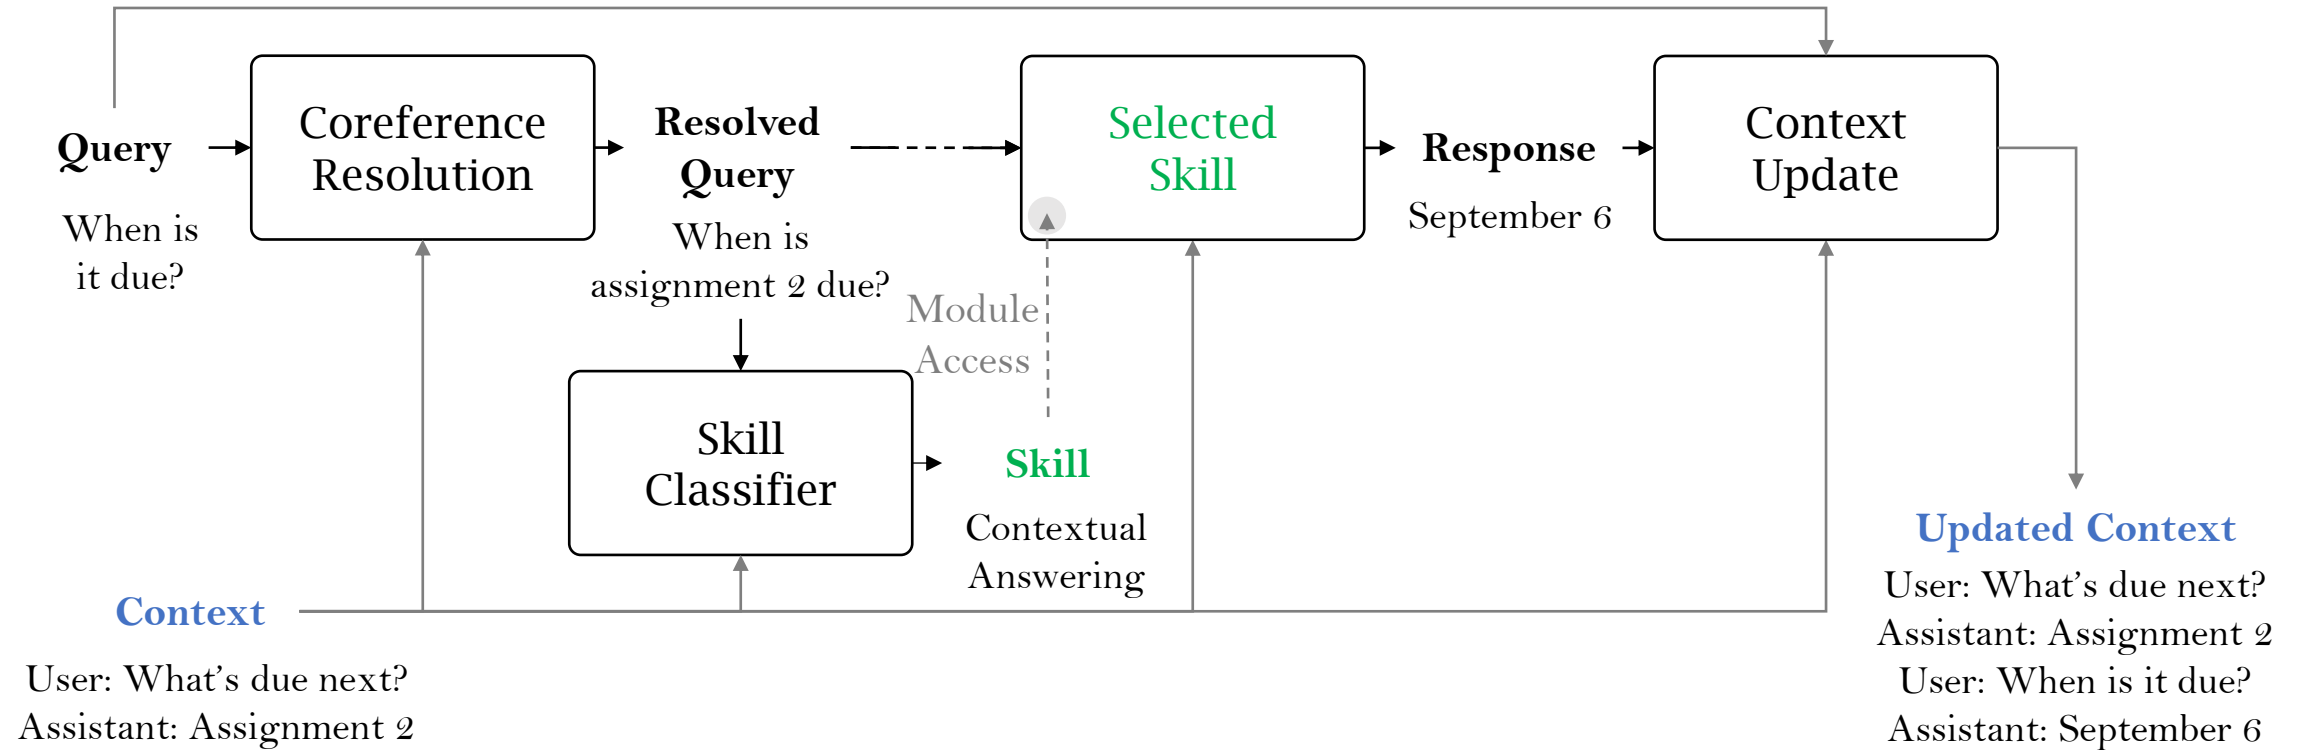 Query
When is
it due?
Coreference
Resolution
Resolved
Query
When is
assignment 2 due?
Selected
Skill
Response
September 6
Context
Update
Module
Access
Skill
Classifier
Skill
Contextual
Answering
Context
User: What's due next?
Assistant: Assignment 2
Updated Context
User: What's due next?
Assistant: Assignment 2
User: When is it due?
Assistant: September 6